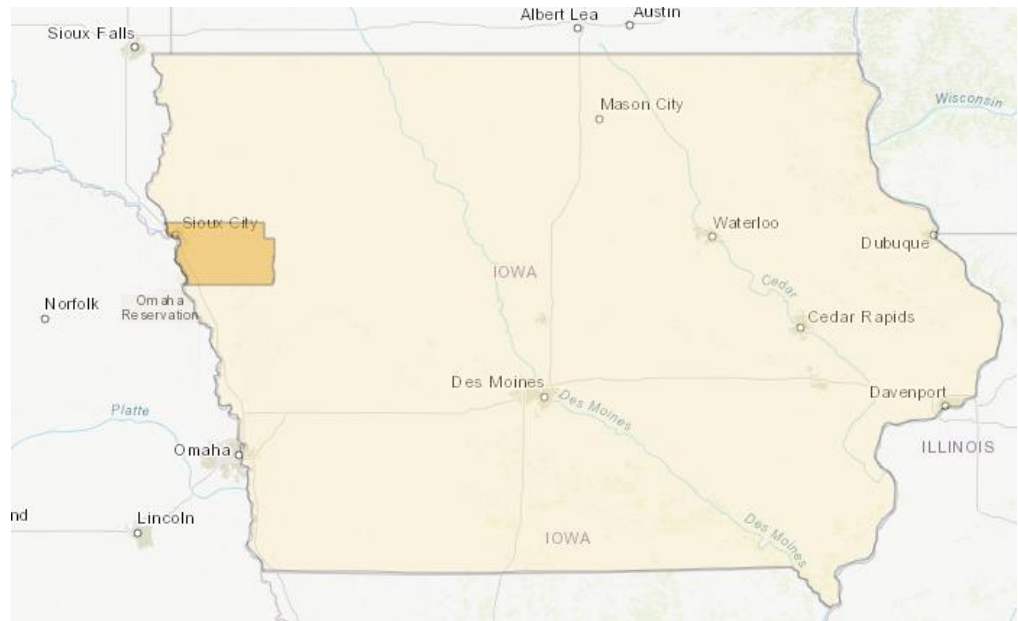 Albert Lea
Austin
Sioux Falls
Mason City
Wisconsin
Sioux City
Waterloo
Dubuque
IOWA
Cedar
Norfolk
Omaha
Reservation
Cedar Rapids
Des Moines
Davenport
Des Moines
Platte
Omaha
ILLINOIS
nd
Lincoln
Des Moines
IOWA